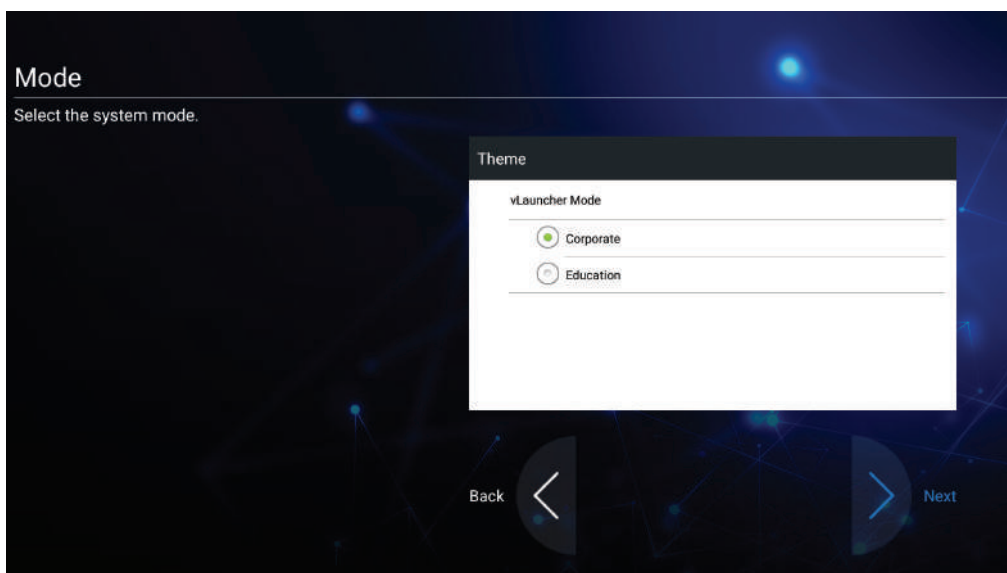 Mode
Select the system mode.
Theme
vLauncher Mode
Corporate
Education
Back
Next